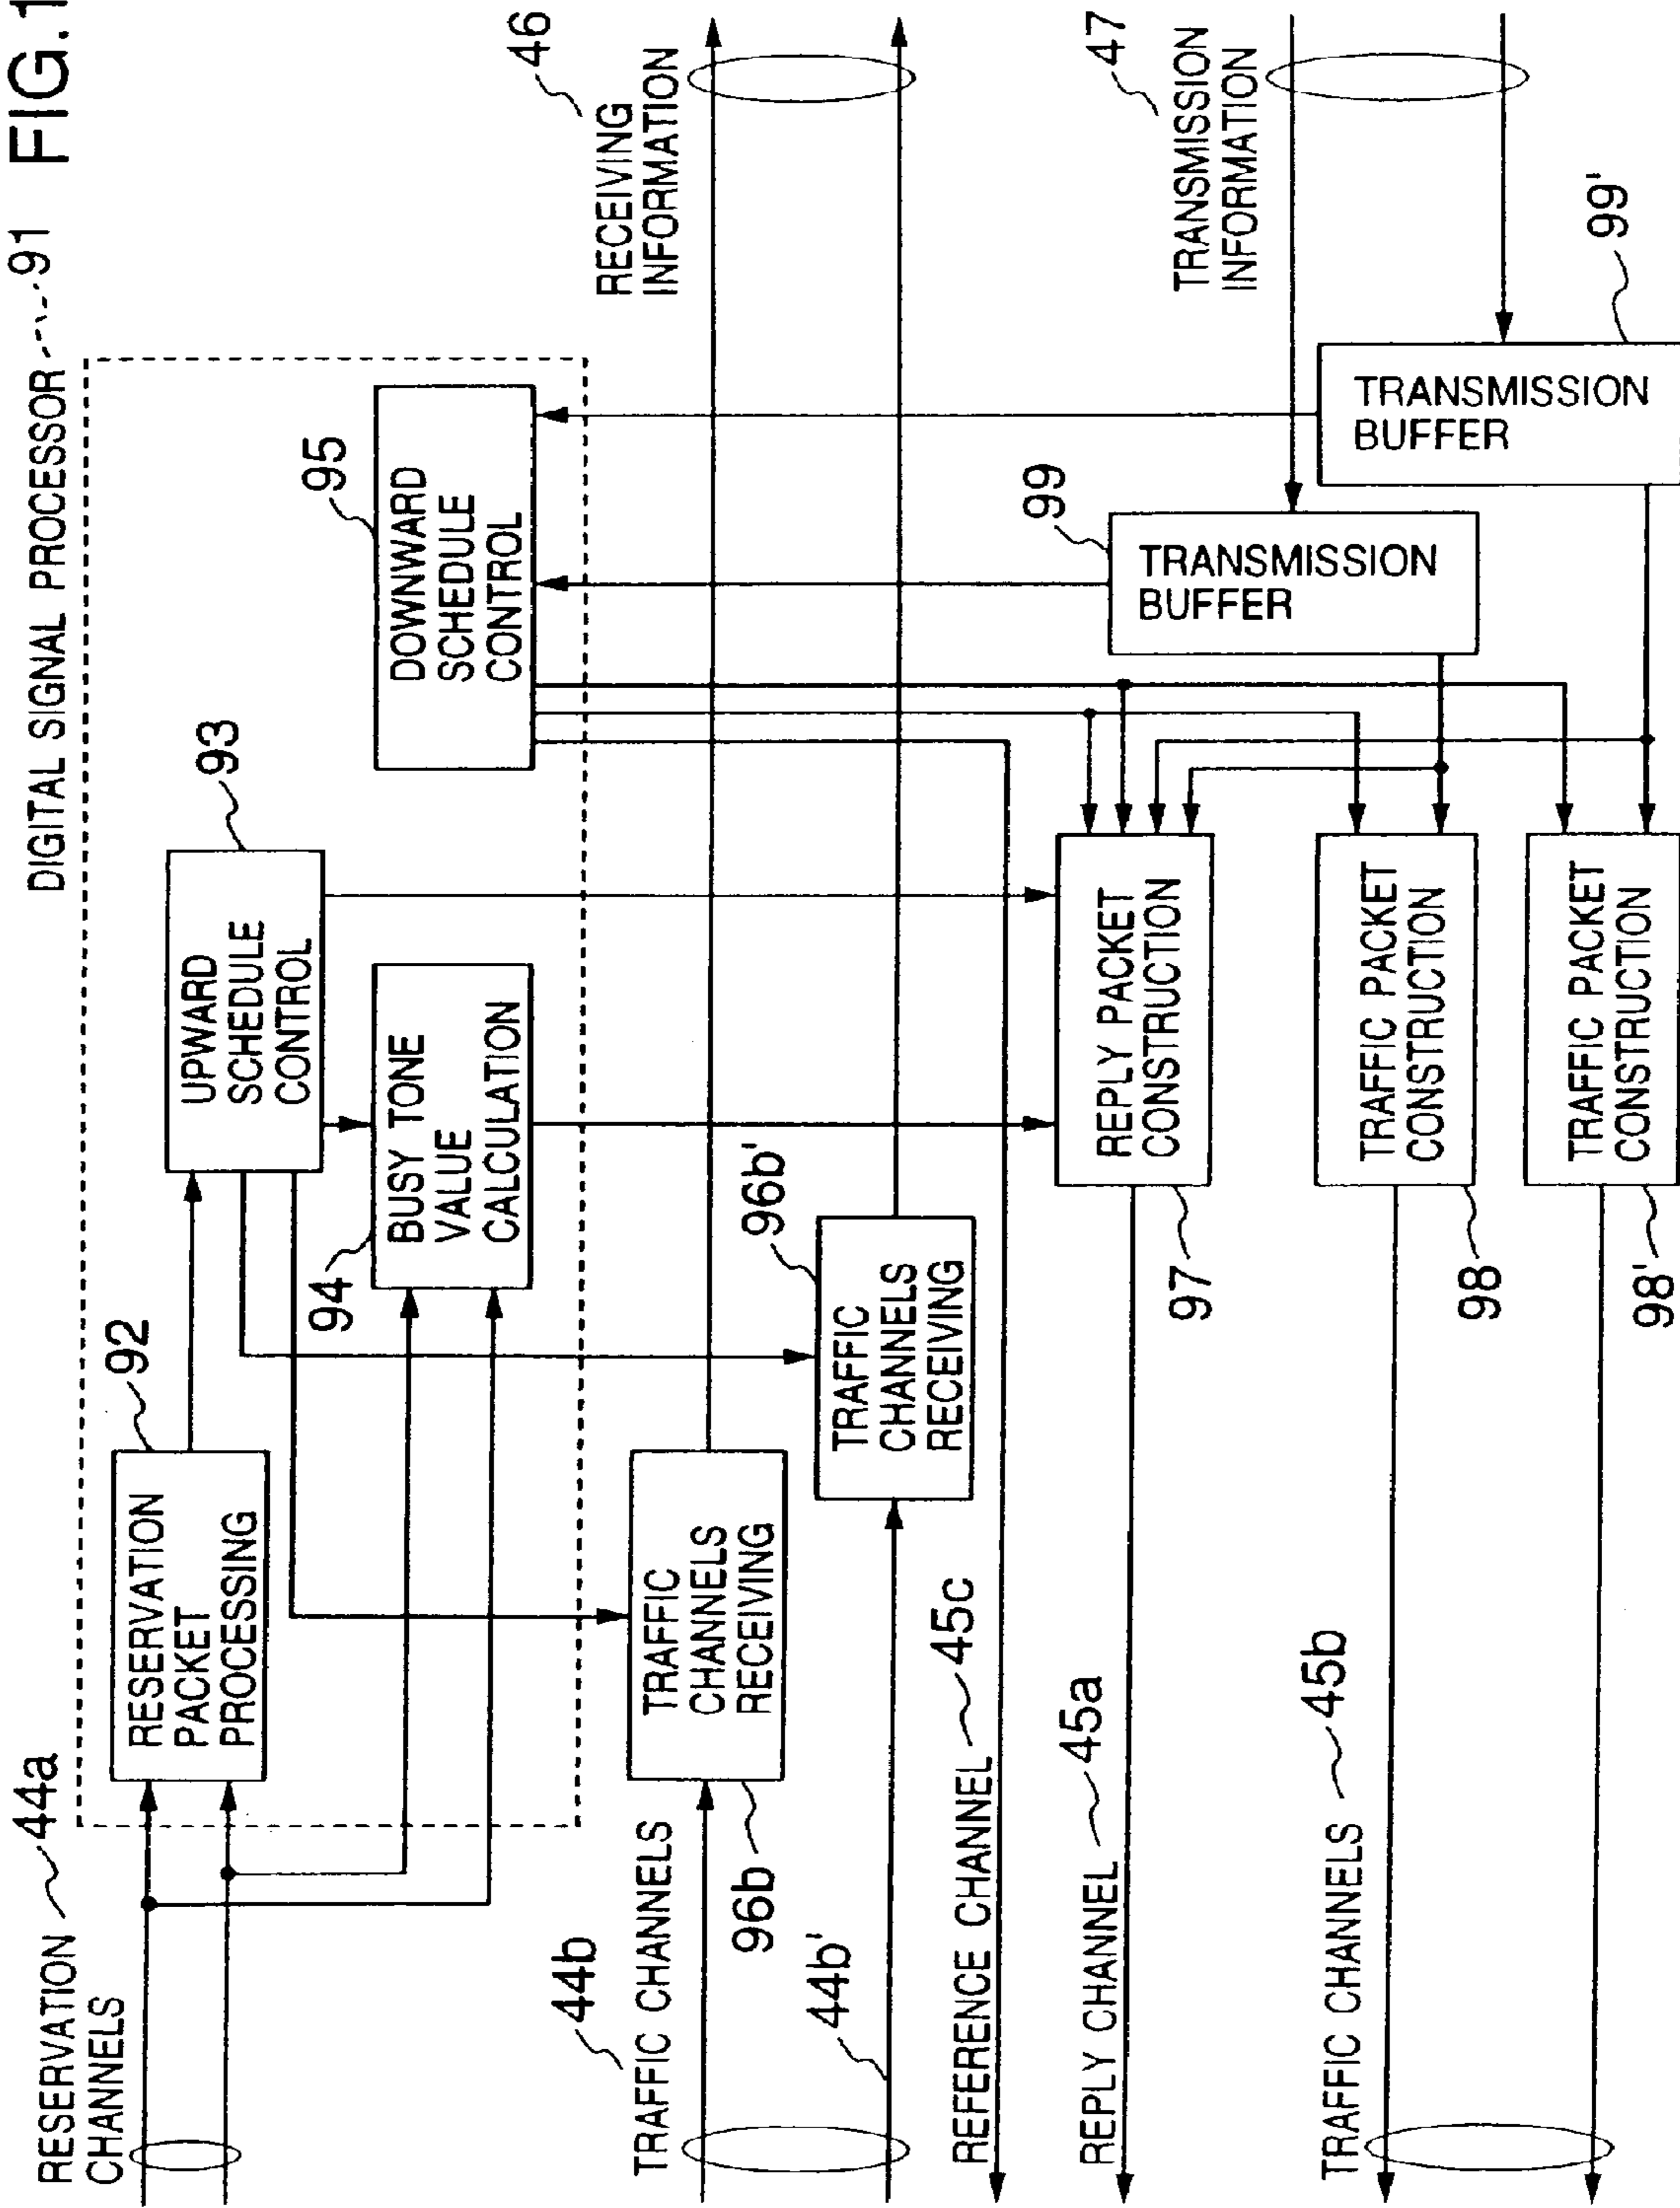 FIG.1
DIGITAL SIGNAL PROCESSOR 91
RESERVATION
CHANNELS
44a
92
RESERVATION
PACKET
PROCESSING
93
UPWARD
SCHEDULE
CONTROL
94
BUSY TONE
VALUE
CALCULATION
95
DOWNWARD
SCHEDULE
CONTROL
44b
TRAFFIC CHANNELS
96b
TRAFFIC
CHANNELS
RECEIVING
RECEIVING
INFORMATION
46
44b'
96b'
TRAFFIC
CHANNELS
RECEIVING
REFERENCE CHANNEL 45c
REPLY CHANNEL 45a
97
REPLY PACKET
CONSTRUCTION
99
TRANSMISSION
BUFFER
TRANSMISSION
INFORMATION
47
TRAFFIC CHANNELS 45b
98
TRAFFIC PACKET
CONSTRUCTION
TRANSMISSION
BUFFER
99'
98'
TRAFFIC PACKET
CONSTRUCTION